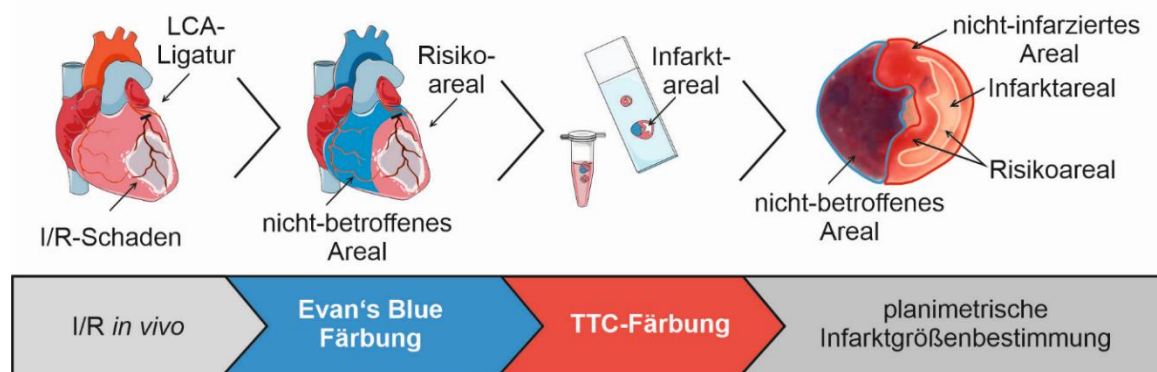 LCA-
Ligatur
I/R-Schaden
Risiko-
areal
nicht-betroffenes
Areal
Infarkt-
areal
nicht-infarziertes
Areal
Infarktareal
Risikoareal
nicht-betroffenes
Areal
I/R in vivo
Evan‘s Blue
Färbung
TTC-Färbung
planimetrische
Infarktgrößenbestimmung